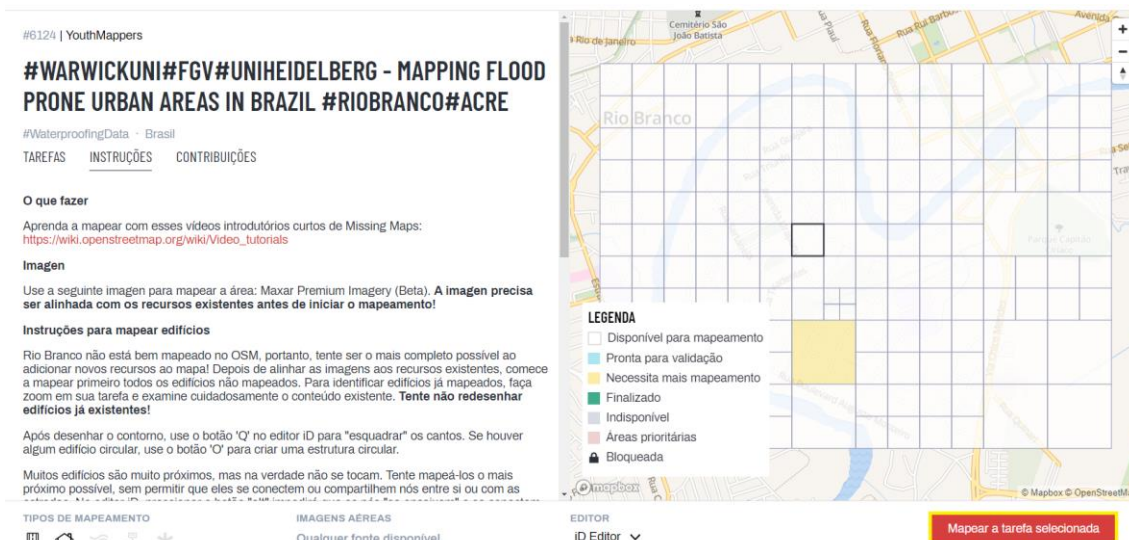 #6124 | YouthMappers
#WARWICKUNI#FGV#UNIHEIDELBERG - MAPPING FLOOD
PRONE URBAN AREAS IN BRAZIL #RIOBRANCO#ACRE
#WaterproofingData · Brasil
TAREFAS INSTRUÇÕES CONTRIBUIÇÕES
O que fazer
Aprenda a mapear com esses vídeos introdutórios curtos de Missing Maps:
https://wiki.openstreetmap.org/wiki/Video_tutorials
Imagen
Use a seguinte imagen para mapear a área: Maxar Premium Imagery (Beta). A imagen precisa
ser alinhada com os recursos existentes antes de iniciar o mapeamento!
Instruções para mapear edifícios
Rio Branco não está bem mapeado no OSM, portanto, tente ser o mais completo possível ao
adicionar novos recursos ao mapa! Depois de alinhar as imagens aos recursos existentes, comece
a mapear primeiro todos os edifícios não mapeados. Para identificar edifícios já mapeados, faça
zoom em sua tarefa e examine cuidadosamente o conteúdo existente. Tente não redesenhar
edifícios já existentes!
Após desenhar o contorno, use o botão 'Q' no editor iD para "esquadrar" os cantos. Se houver
algum edifício circular, use o botão 'O' para criar uma estrutura circular.
Muitos edifícios são muito próximos, mas na verdade não se tocam. Tente mapeá-los o mais
próximo possível, sem permitir que eles se conectem ou compartilhem nós entre si ou com as
TIPOS DE MAPEAMENTO
IMAGENS AÉREAS
Qualquer fonte disponível
EDITOR
iD Editor
Mapear a tarefa selecionada
Cemitério São
João Batista
Rio de Janeiro
Rua Rui Barbo
Avenida
Rio Branco
LEGENDA
Disponível para mapeamento
Pronta para validação
Necessita mais mapeamento
Finalizado
Indisponível
Áreas prioritárias
Bloqueada
mapbox
© Mapbox © OpenStreetM